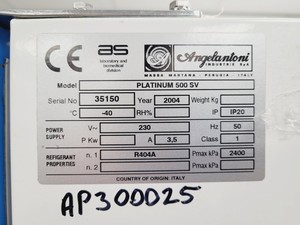 CE as Angelantoni
laboratory and biomedical division INDUSTRIE SpA
MASSA MARTANA - PERUGIA - ITALY
Model PLATINUM 500 SV
Serial No 35150 Year 2004 Weight Kg
°C -40 RH% IP IP20
POWER SUPPLY V~ 230 Hz 50
P Kw A 3,5 Class 1
REFRIGERANT PROPERTIES n. 1 R404A Pmax kPa 2400
n. 2 Pmax kPa
COUNTRY OF ORIGIN, ITALY
AP300025